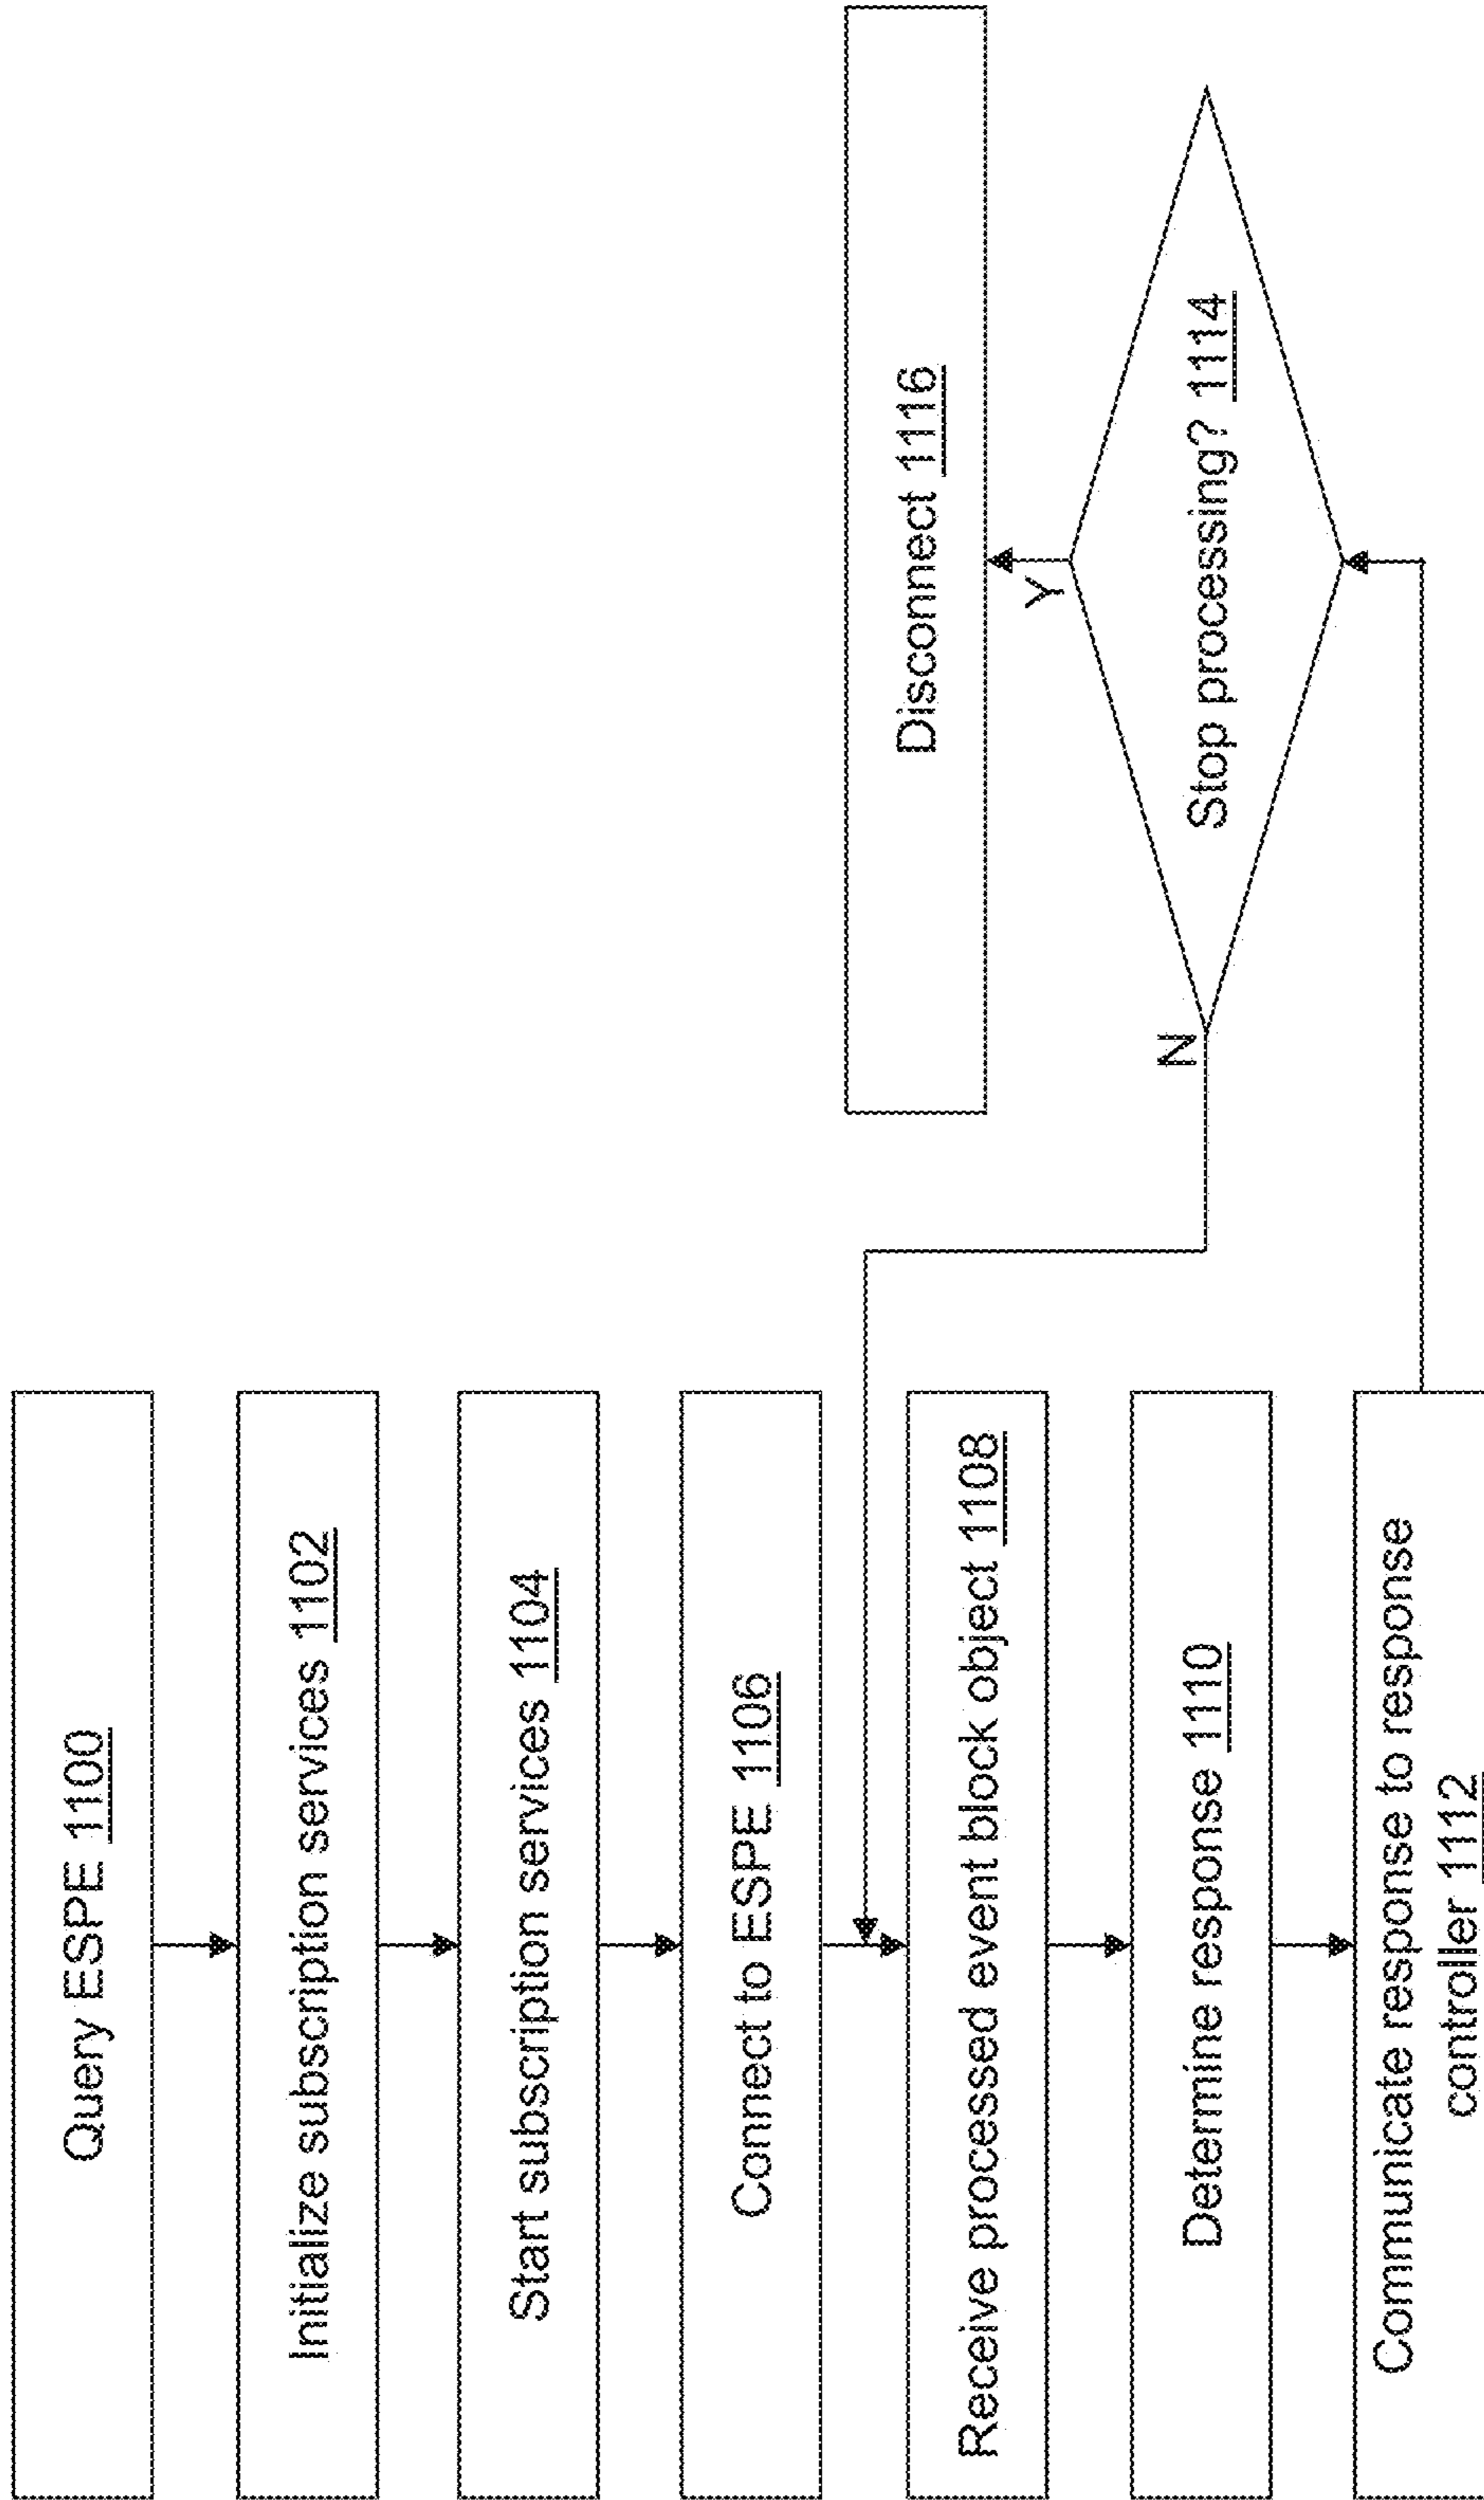 Query ESPE 1100
Initialize subscription services 1102
Start subscription services 1104
Connect to ESPE 1106
Receive processed event block object 1108
Determine response 1110
Communicate response to response
controller 1112
Stop processing? 1114
N
Y
Disconnect 1116